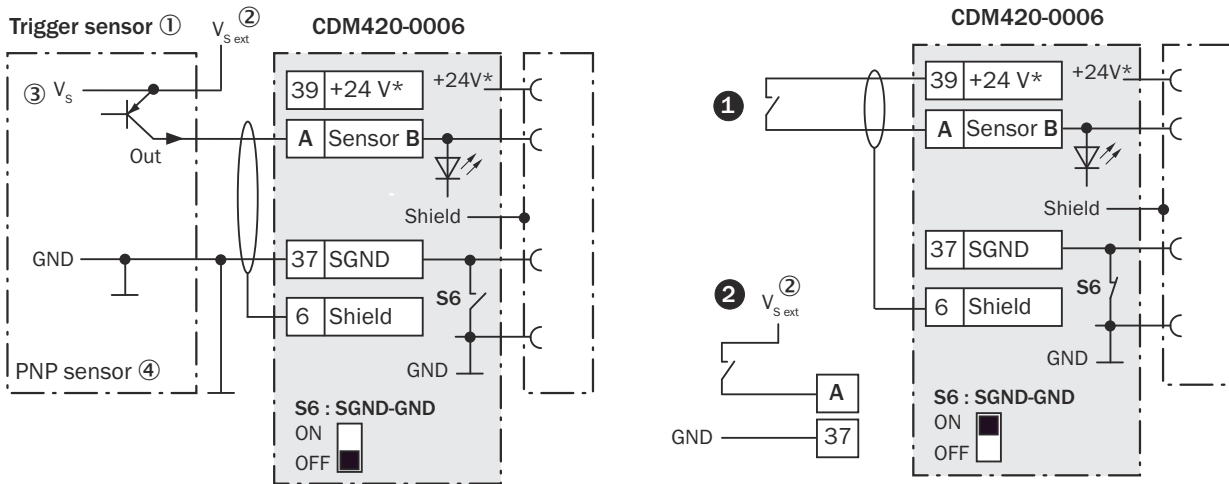 Trigger sensor ①
V S ext ②
CDM420-0006
③ V S
39 +24 V*
+24V*
A Sensor B
Out
Shield
GND
37 SGND
S6
6 Shield
GND
PNP sensor ④
S6 : SGND-GND
ON
OFF
CDM420-0006
❶
39 +24 V*
+24V*
A Sensor B
Shield
37 SGND
S6
❷
V S ext ②
6 Shield
GND
A
GND
37
S6 : SGND-GND
ON
OFF